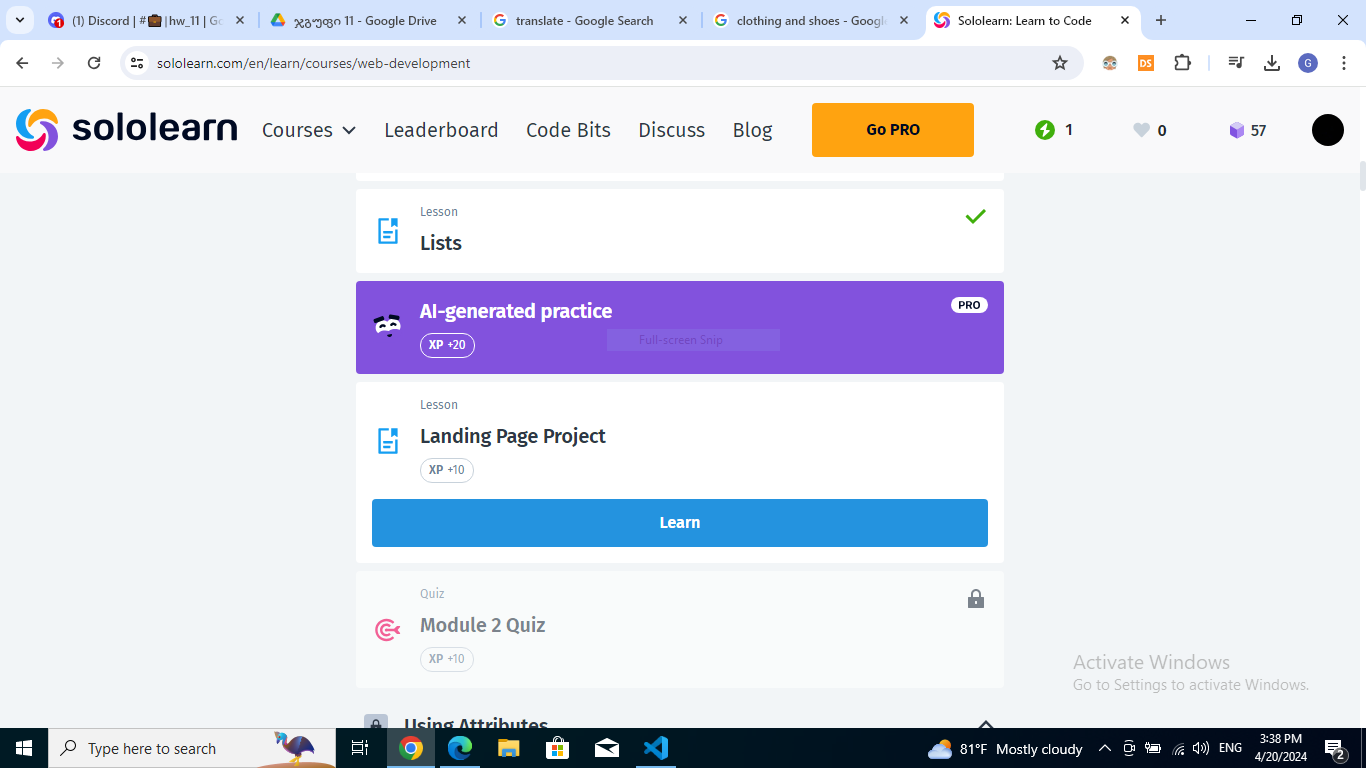 (1) Discord | #💼|hw_11 | Go
ჯგუფი 11 - Google Drive
translate - Google Search
clothing and shoes - Google
Sololearn: Learn to Code
sololearn.com/en/learn/courses/web-development
DS
G
sololearn
Courses
Leaderboard
Code Bits
Discuss
Blog
Go PRO
1
0
57
Lesson
Lists
AI-generated practice
PRO
XP +20
Full-screen Snip
Lesson
Landing Page Project
XP +10
Learn
Quiz
Module 2 Quiz
XP +10
Activate Windows
Go to Settings to activate Windows.
Using Attributes
Type here to search
81°F Mostly cloudy
ENG
3:38 PM
4/20/2024
2